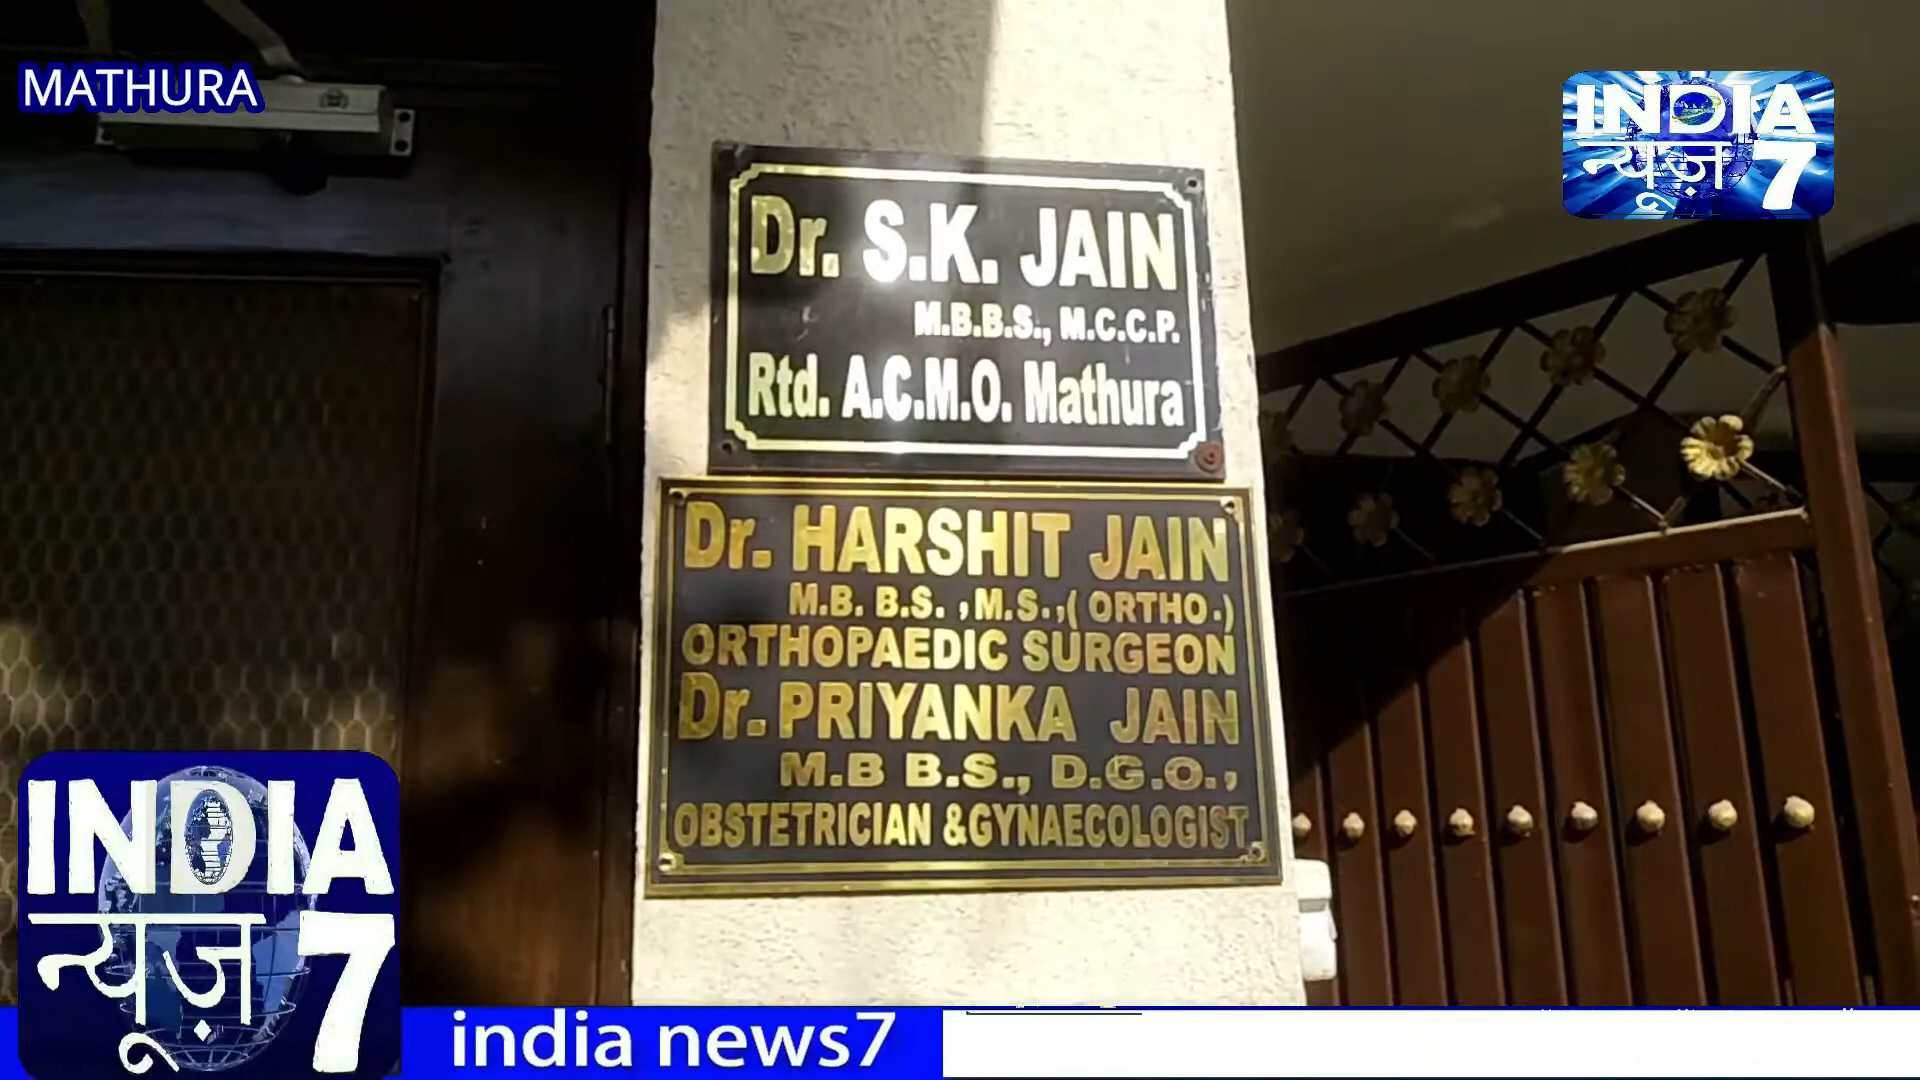 MATHURA
INDIA
न्यूज़ 7
Dr. S.K. JAIN
M.B.B.S., M.C.C.P.
Rtd. A.C.M.O. Mathura
Dr. HARSHIT JAIN
M.B. B.S. ,M.S.,( ORTHO.)
ORTHOPAEDIC SURGEON
Dr. PRIYANKA JAIN
M.B B.S., D.G.O.,
OBSTETRICIAN &GYNAECOLOGIST
INDIA
न्यूज़ 7
india news7